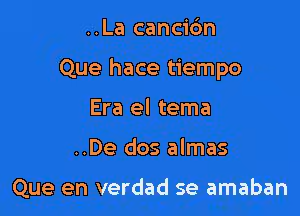 ..La canción
Que hace tiempo
Era el tema
..De dos almas
Que en verdad se amaban